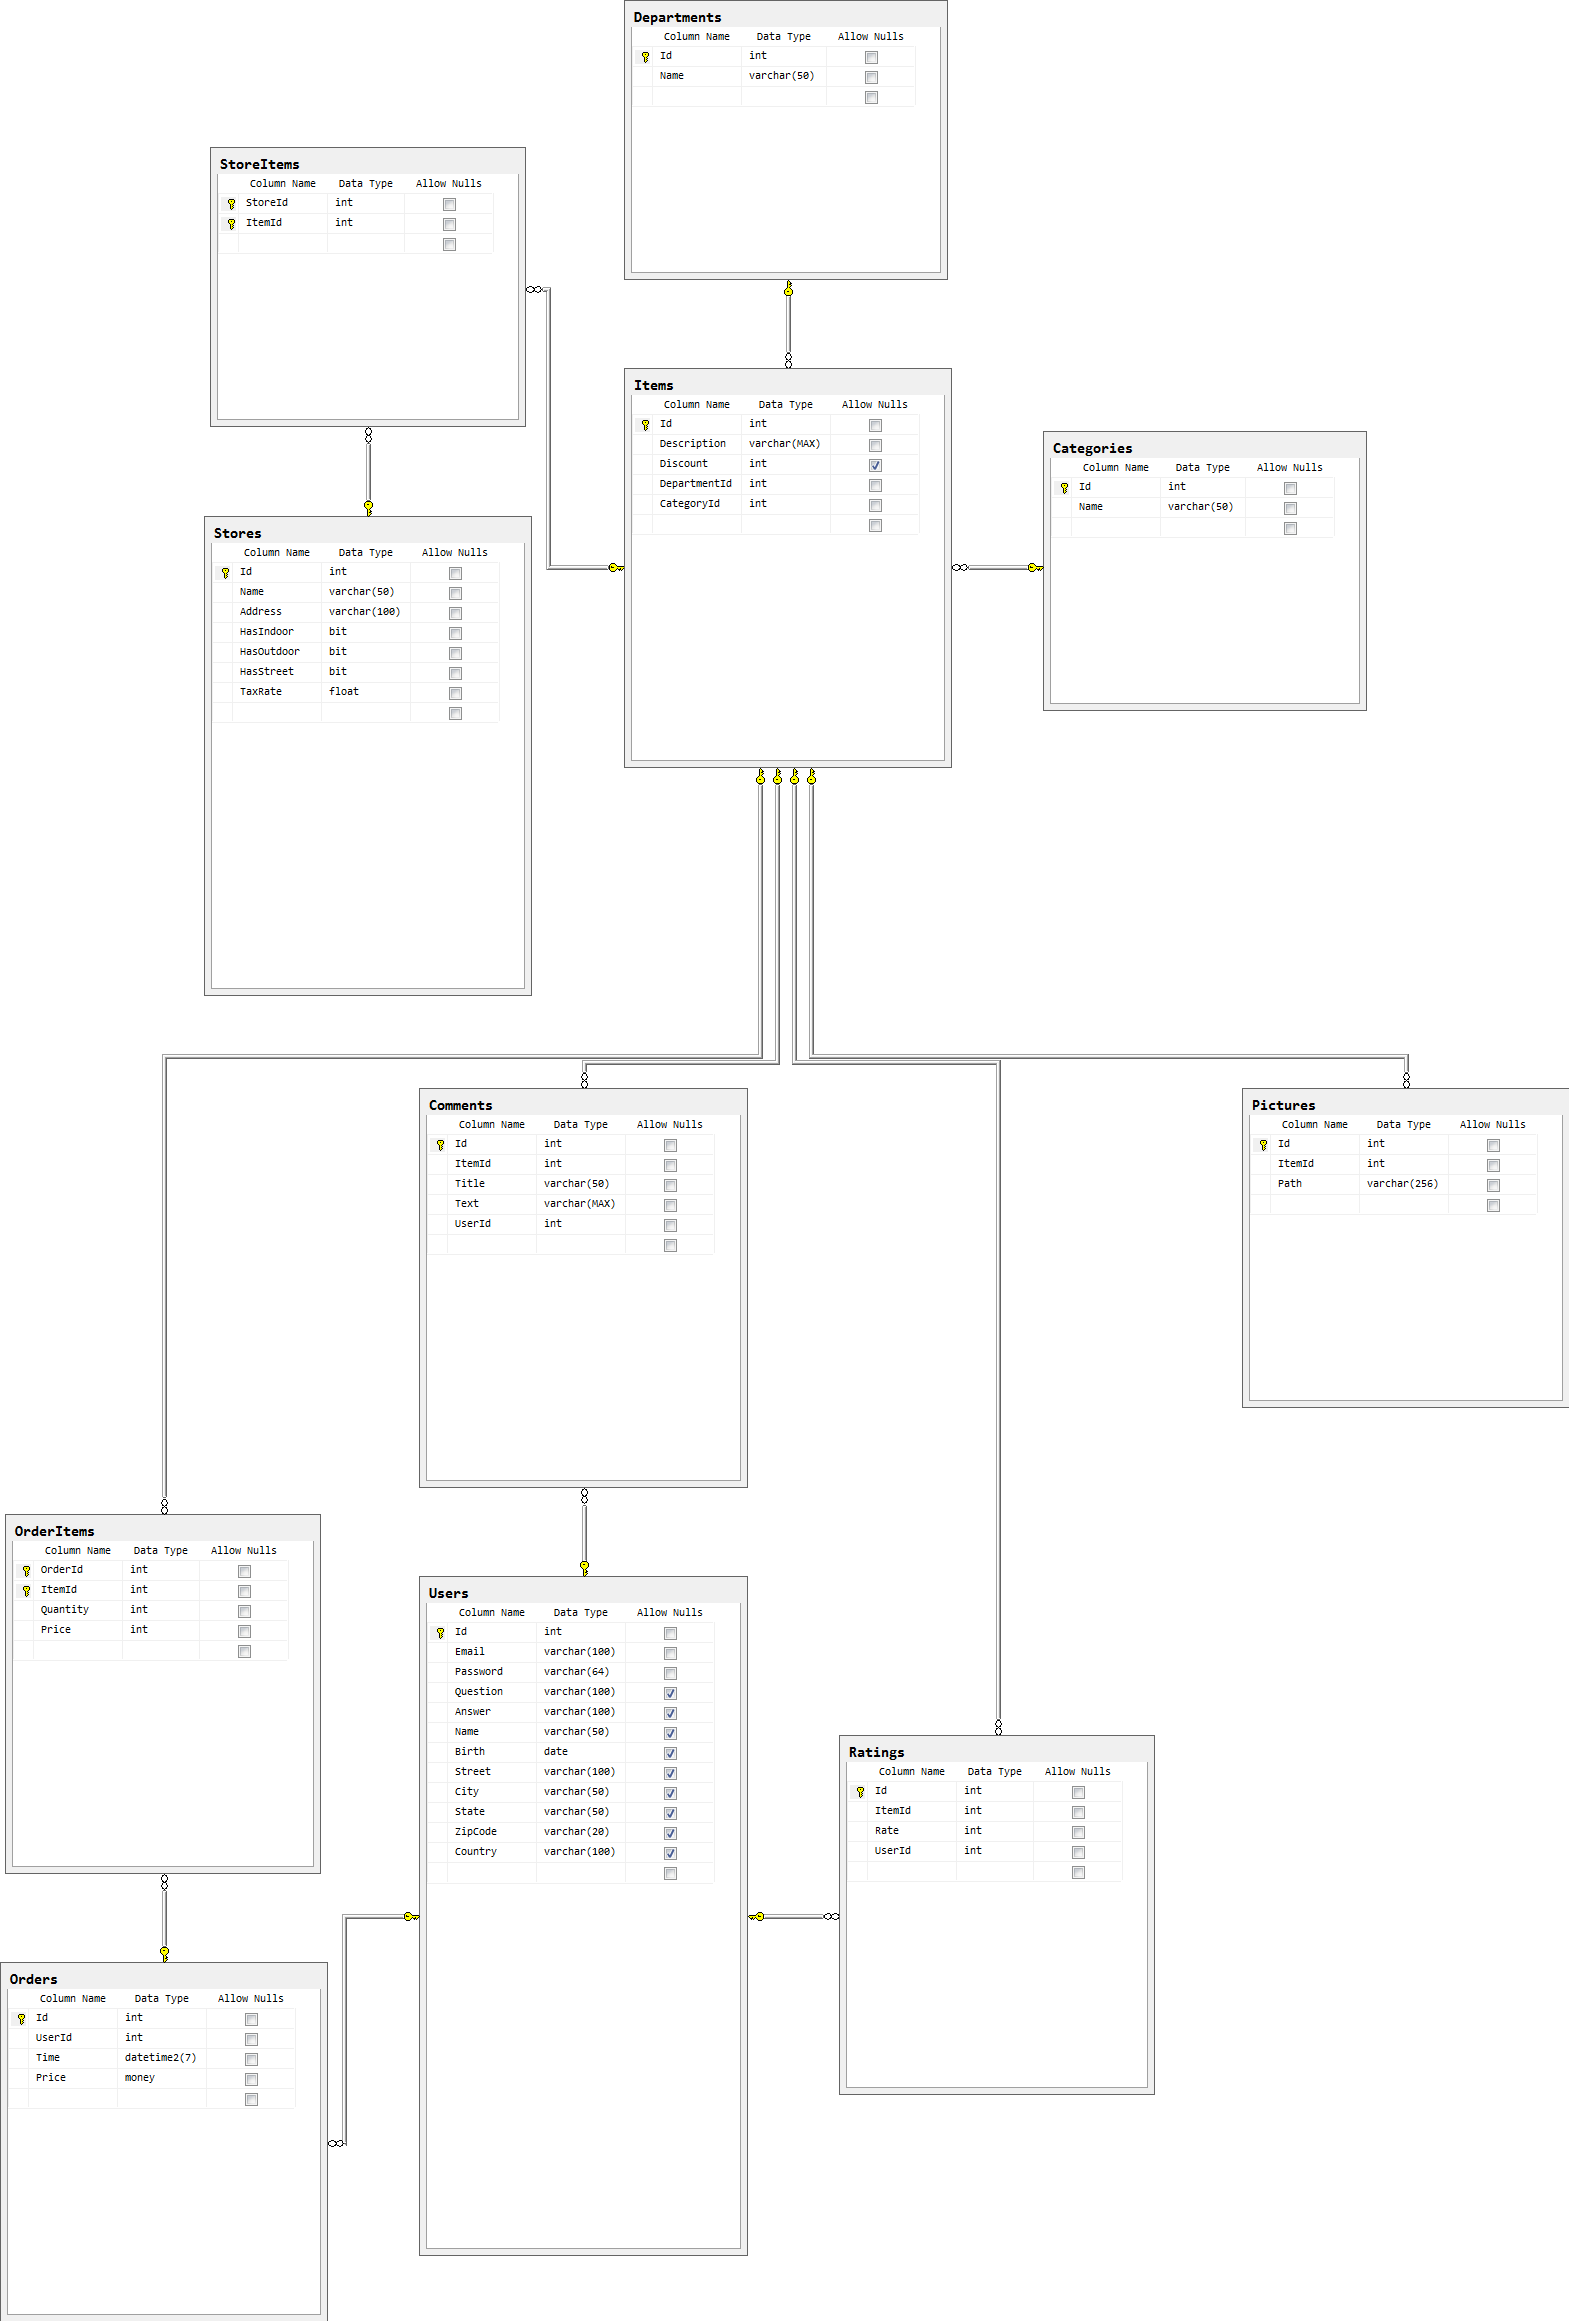 Departments
Column Name Data Type Allow Nulls
Id int
Name varchar(50)
StoreItems
Column Name Data Type Allow Nulls
StoreId int
ItemId int
Items
Column Name Data Type Allow Nulls
Id int
Description varchar(MAX)
Discount int
DepartmentId int
CategoryId int
Categories
Column Name Data Type Allow Nulls
Id int
Name varchar(50)
Stores
Column Name Data Type Allow Nulls
Id int
Name varchar(50)
Address varchar(100)
HasIndoor bit
HasOutdoor bit
HasStreet bit
TaxRate float
Comments
Column Name Data Type Allow Nulls
Id int
ItemId int
Title varchar(50)
Text varchar(MAX)
UserId int
Pictures
Column Name Data Type Allow Nulls
Id int
ItemId int
Path varchar(256)
OrderItems
Column Name Data Type Allow Nulls
OrderId int
ItemId int
Quantity int
Price int
Users
Column Name Data Type Allow Nulls
Id int
Email varchar(100)
Password varchar(64)
Question varchar(100)
Answer varchar(100)
Name varchar(50)
Birth date
Street varchar(100)
City varchar(50)
State varchar(50)
ZipCode varchar(20)
Country varchar(100)
Ratings
Column Name Data Type Allow Nulls
Id int
ItemId int
Rate int
UserId int
Orders
Column Name Data Type Allow Nulls
Id int
UserId int
Time datetime2(7)
Price money